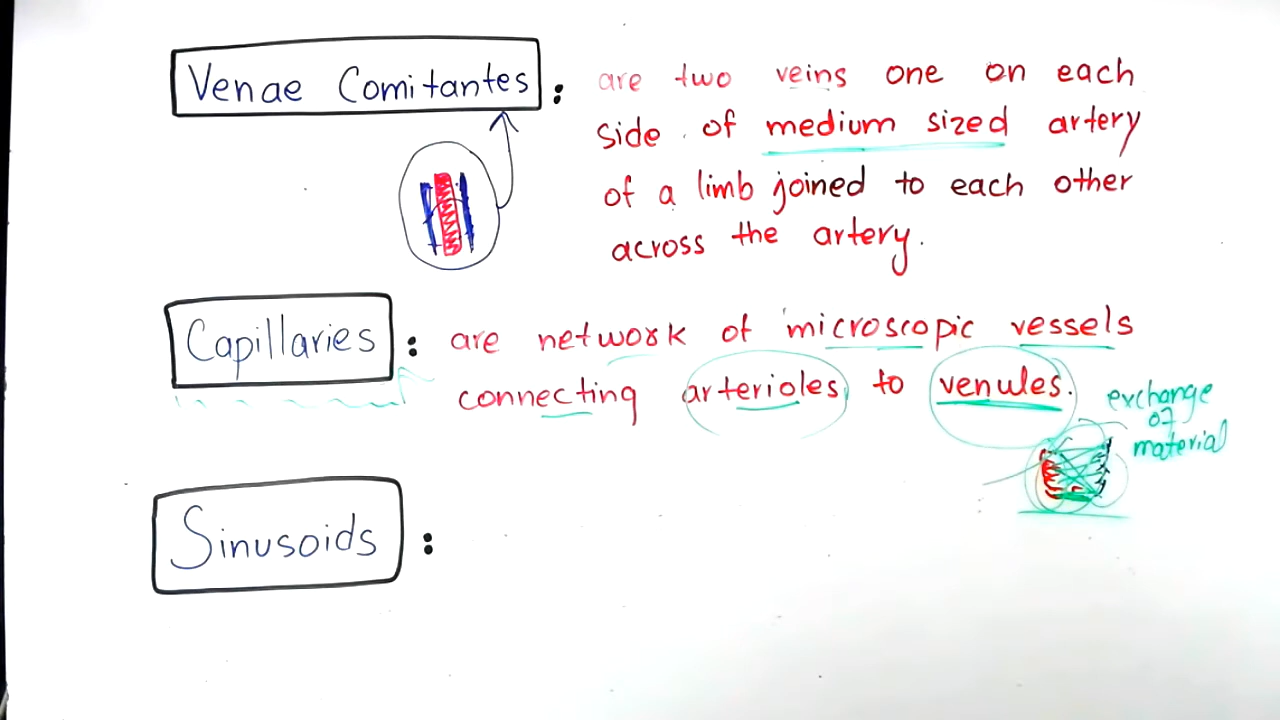 Venae Comitantes : are two veins one on each
side of medium sized artery
of a limb joined to each other
across the artery.
Capillaries : are network of microscopic vessels
connecting arterioles to venules.
exchange
of
material
Sinusoids :